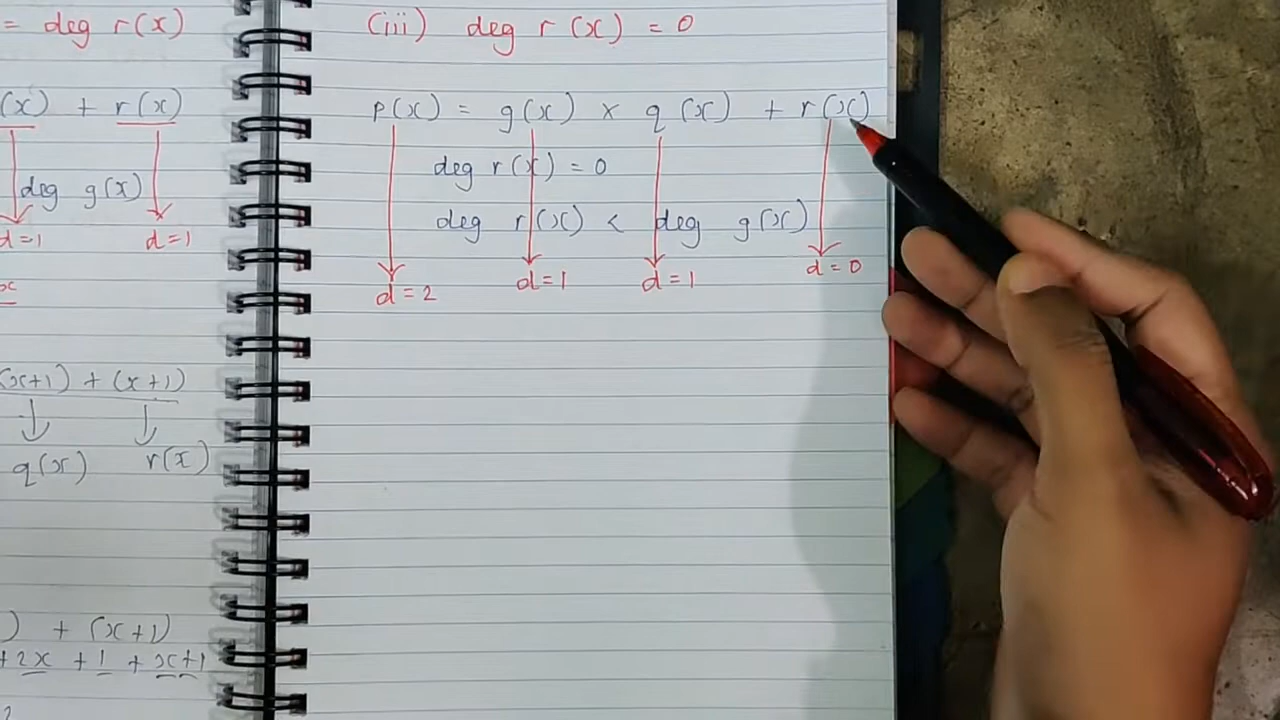 = deg r(x)
(x) + r(x)
deg g(x)
d=1 d=1
x
(x+1) + (x+1)
q(x) r(x)
) + (x+1)
+2x + 1 + x+1
2
(iii) deg r(x) = 0
p(x) = g(x) × q(x) + r(x)
deg r(x) = 0
deg r(x) < deg g(x)
d=2 d=1 d=1 d=0